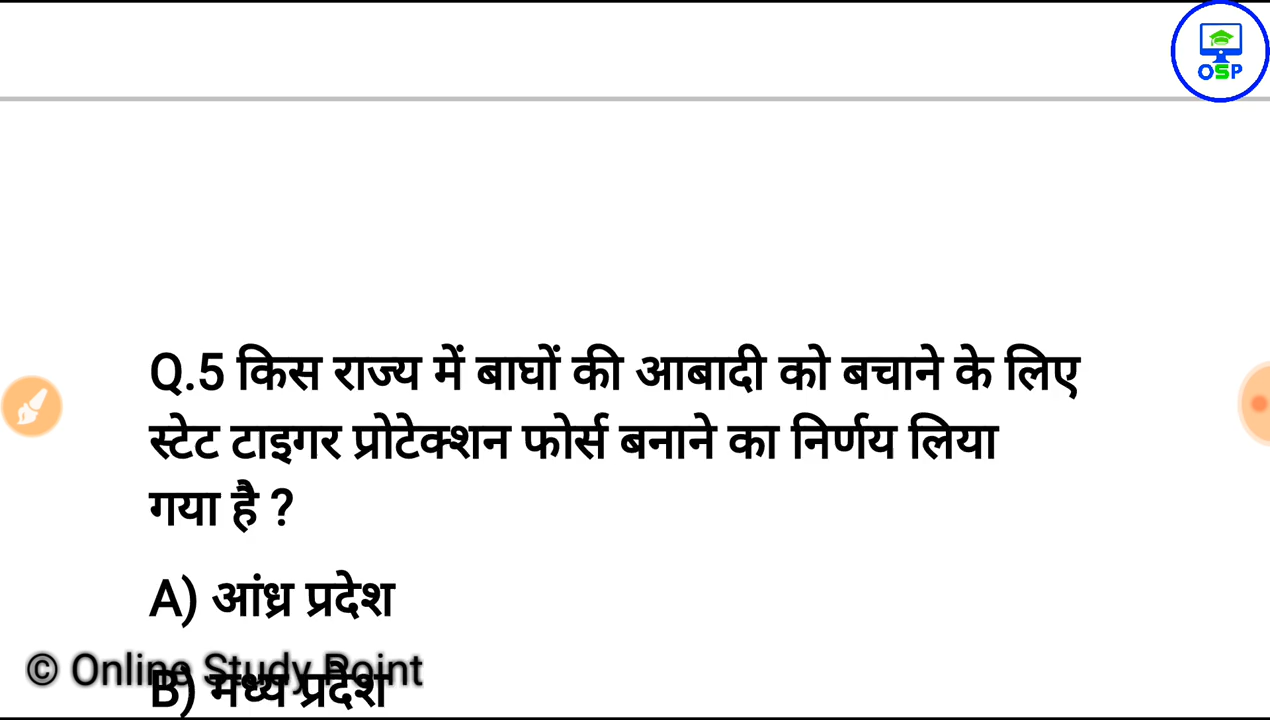 OSP
Q.5 किस राज्य में बाघों की आबादी को बचाने के लिए
स्टेट टाइगर प्रोटेक्शन फोर्स बनाने का निर्णय लिया
गया है ?
A) आंध्र प्रदेश
© Online Study Point
B) मध्य प्रदेश